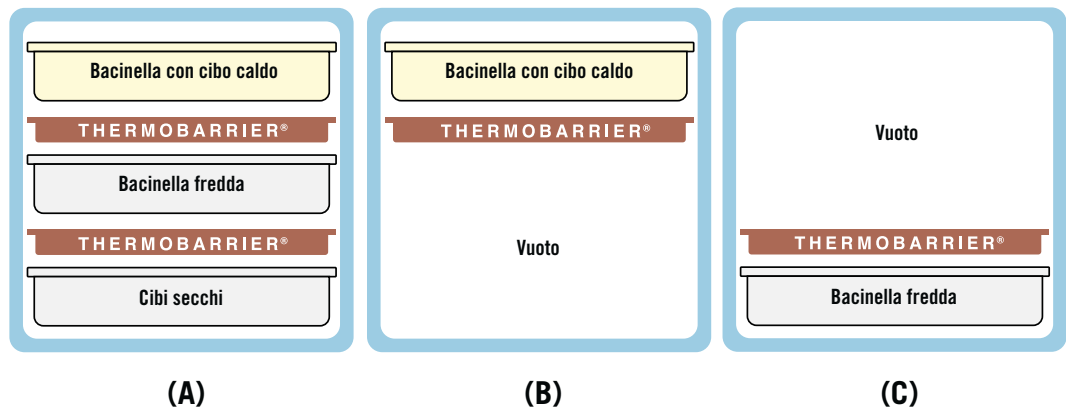 Bacinella con cibo caldo
THERMOBARRIER®
Bacinella fredda
THERMOBARRIER®
Cibi secchi
(A)
Bacinella con cibo caldo
THERMOBARRIER®
Vuoto
(B)
Vuoto
THERMOBARRIER®
Bacinella fredda
(C)